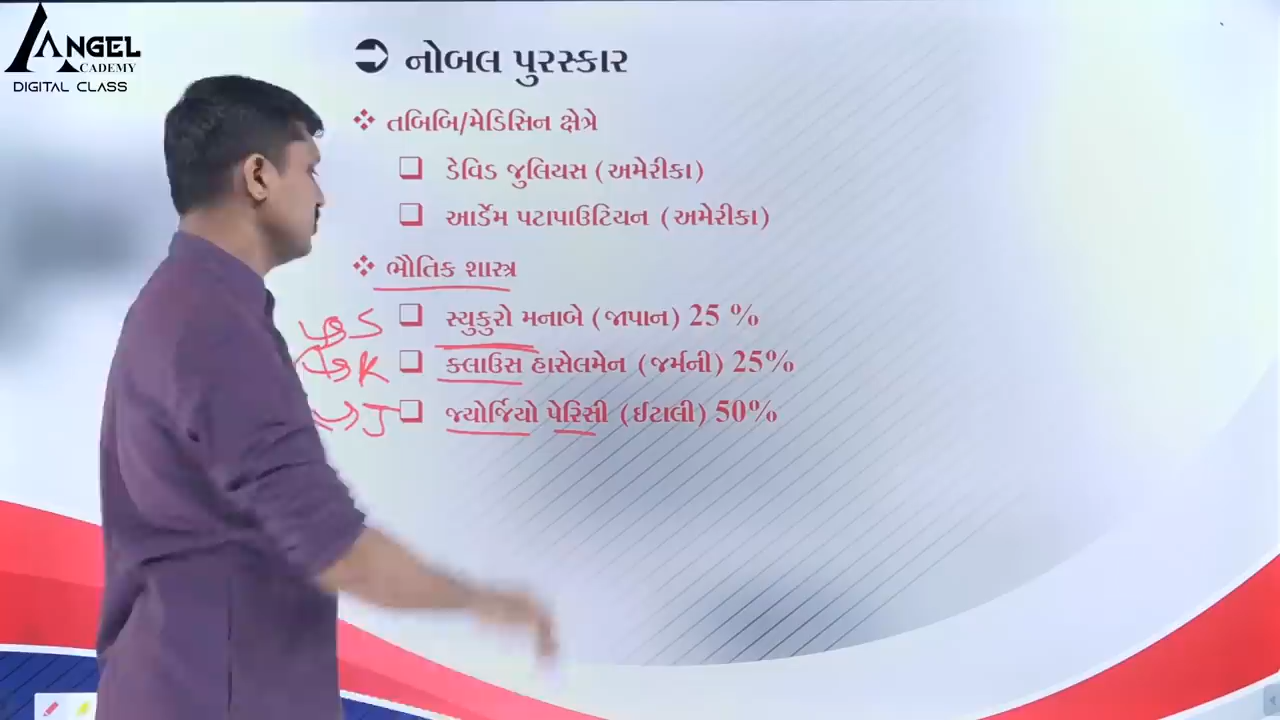 ANGEL
ACADEMY
DIGITAL CLASS
નોબલ પુરસ્કાર
તબિબિ/મેડિસિન ક્ષેત્રે
ડેવિડ જુલિયસ (અમેરીકા)
આર્ડેમ પટાપાઉટિયન (અમેરીકા)
ભૌતિક શાસ્ત્ર
S સ્યુકુરો મનાબે (જાપાન) 25 %
K ક્લાઉસ હાસેલમેન (જર્મની) 25%
J જ્યોર્જિયો પેરિસી (ઈટાલી) 50%